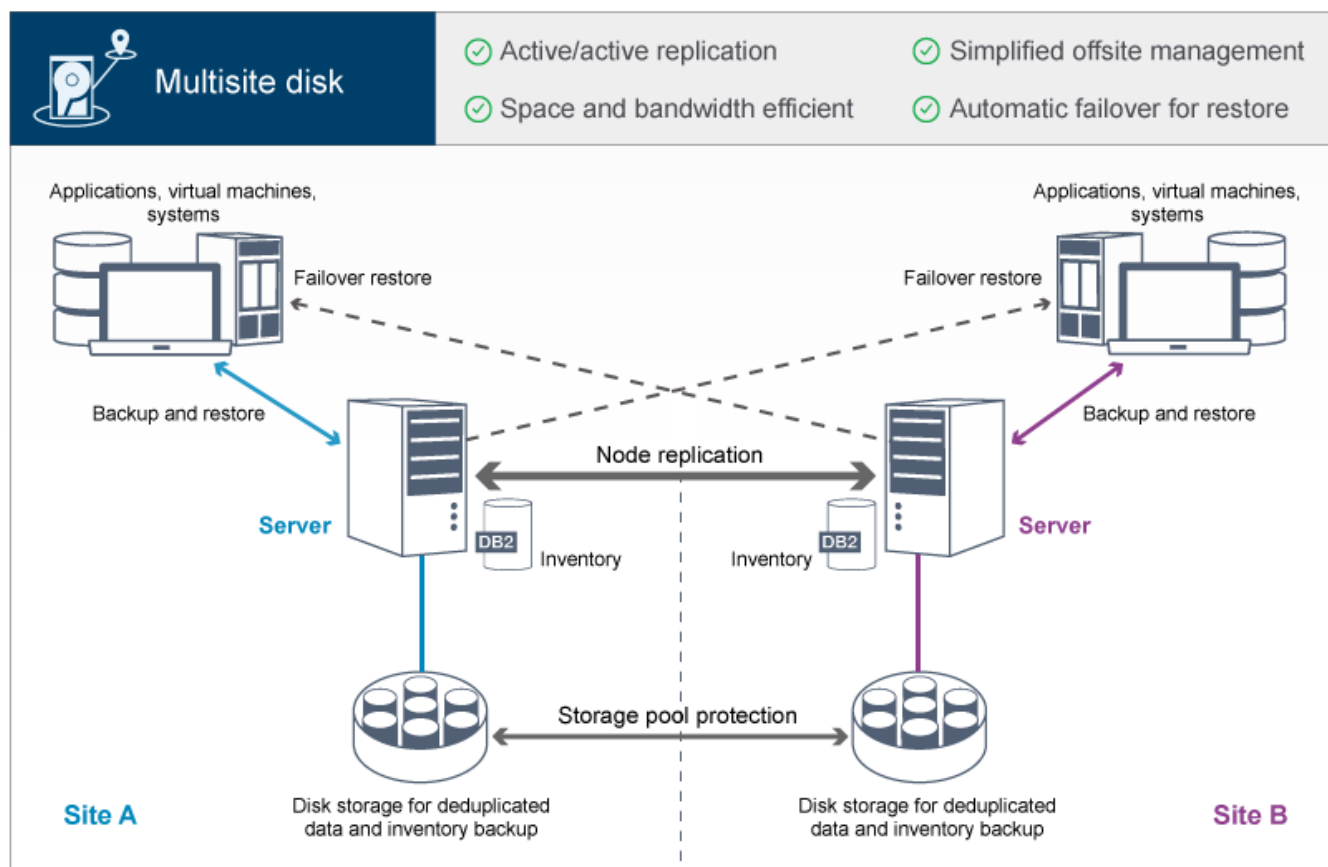 Multisite disk
Active/active replication
Simplified offsite management
Space and bandwidth efficient
Automatic failover for restore
Applications, virtual machines,
systems
Applications, virtual machines,
systems
Failover restore
Failover restore
Backup and restore
Backup and restore
Node replication
Server
Server
DB2
Inventory
Inventory
DB2
Storage pool protection
Disk storage for deduplicated
data and inventory backup
Disk storage for deduplicated
data and inventory backup
Site A
Site B